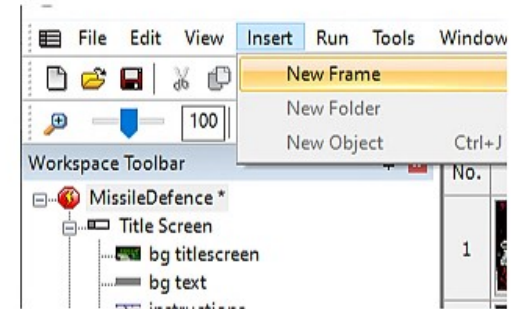 File Edit View Insert Run Tools Window
New Frame
100
New Folder
New Object Ctrl+J
Workspace Toolbar
No.
MissileDefence *
Title Screen
1
bg titlescreen
bg text
instructions